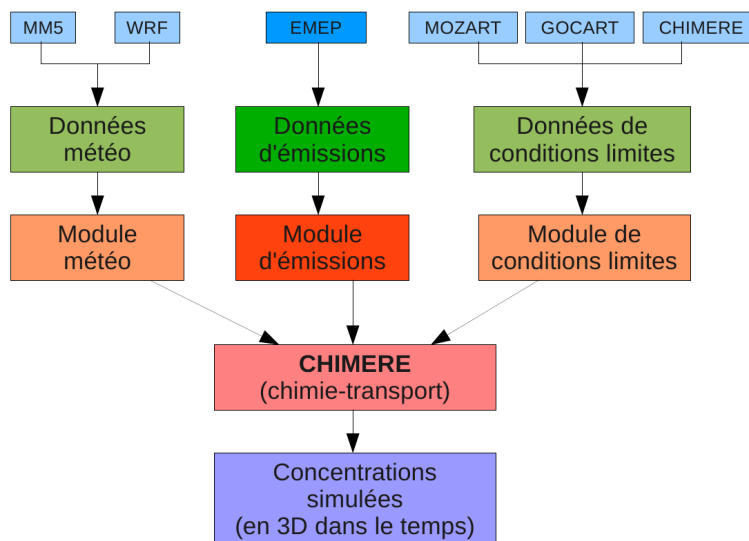 MM5
WRF
EMEP
MOZART
GOCART
CHIMERE
Données
météo
Données
d'émissions
Données de
conditions limites
Module
météo
Module
d'émissions
Module de
conditions limites
CHIMERE
(chimie-transport)
Concentrations
simulées
(en 3D dans le temps)